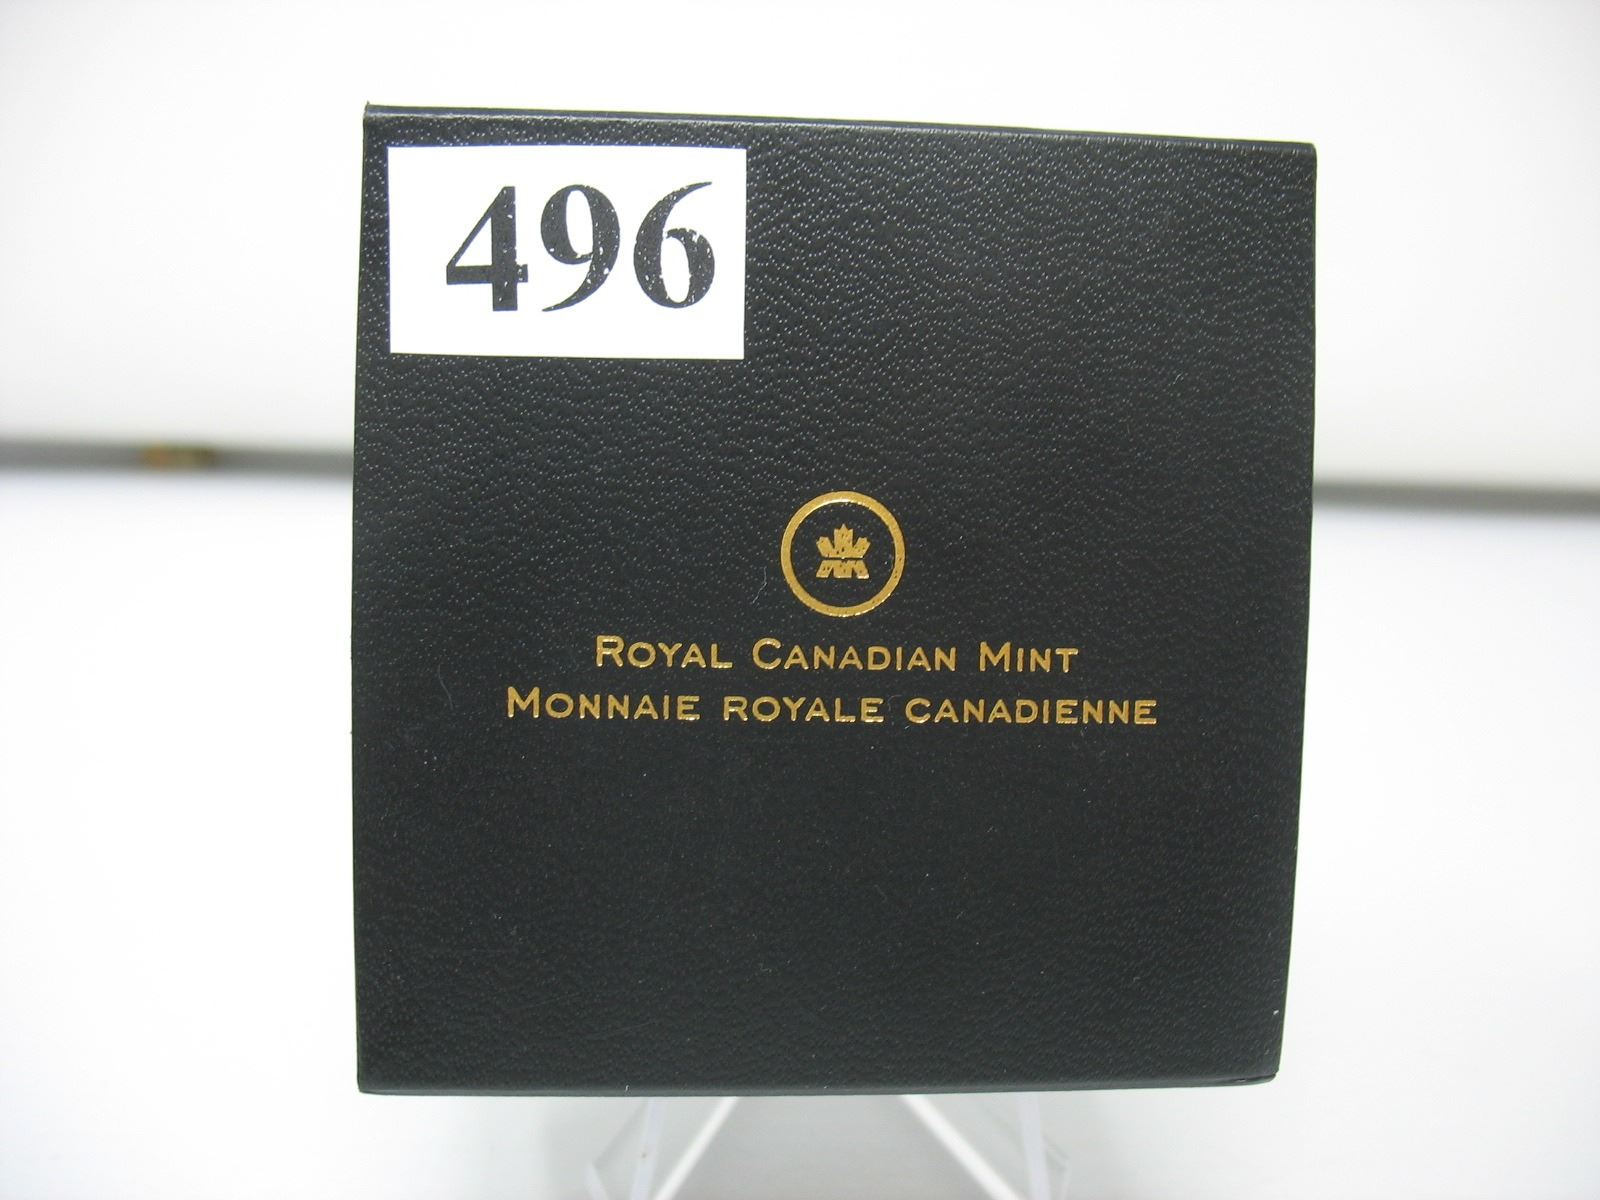 496
ROYAL CANADIAN MINT
MONNAIE ROYALE CANADIENNE